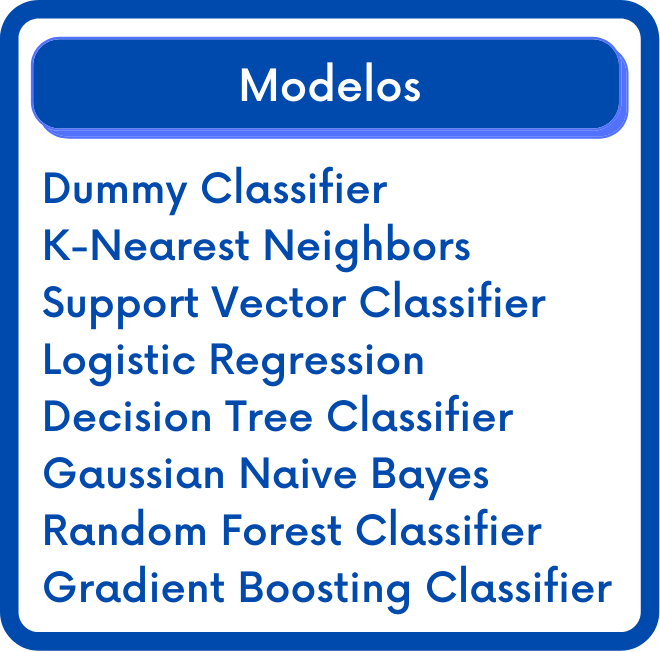 Modelos
Dummy Classifier
K-Nearest Neighbors
Support Vector Classifier
Logistic Regression
Decision Tree Classifier
Gaussian Naive Bayes
Random Forest Classifier
Gradient Boosting Classifier